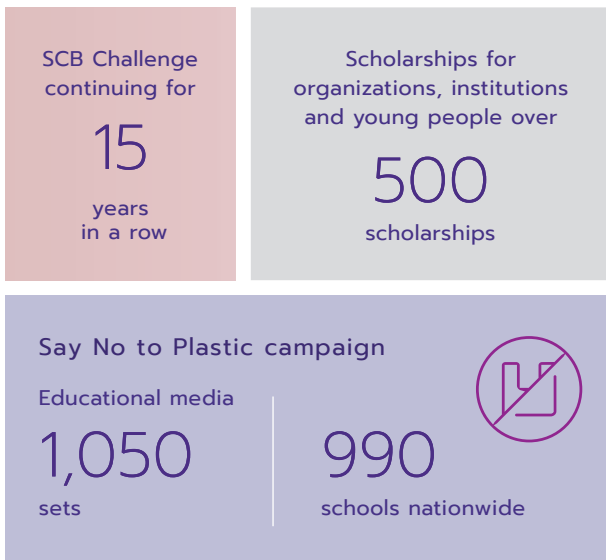 SCB Challenge
continuing for
15
years
in a row
Scholarships for
organizations, institutions
and young people over
500
scholarships
Say No to Plastic campaign
Educational media
1,050
sets
990
schools nationwide